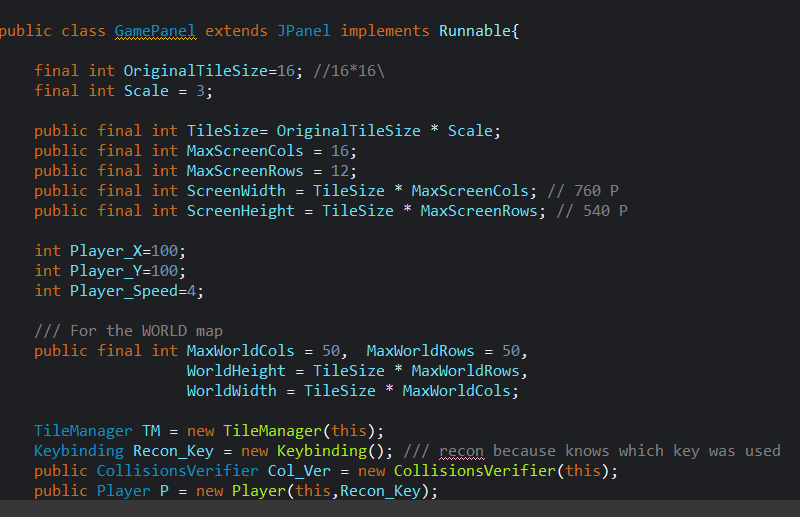 public class GamePanel extends JPanel implements Runnable{
final int OriginalTileSize=16; //16*16\
final int Scale = 3;
public final int TileSize= OriginalTileSize * Scale;
public final int MaxScreenCols = 16;
public final int MaxScreenRows = 12;
public final int ScreenWidth = TileSize * MaxScreenCols; // 760 P
public final int ScreenHeight = TileSize * MaxScreenRows; // 540 P
int Player_X=100;
int Player_Y=100;
int Player_Speed=4;
/// For the WORLD map
public final int MaxWorldCols = 50,  MaxWorldRows = 50,
WorldHeight = TileSize * MaxWorldRows,
WorldWidth = TileSize * MaxWorldCols;
TileManager TM = new TileManager(this);
Keybinding Recon_Key = new Keybinding(); /// recon because knows which key was used
public CollisionsVerifier Col_Ver = new CollisionsVerifier(this);
public Player P = new Player(this,Recon_Key);